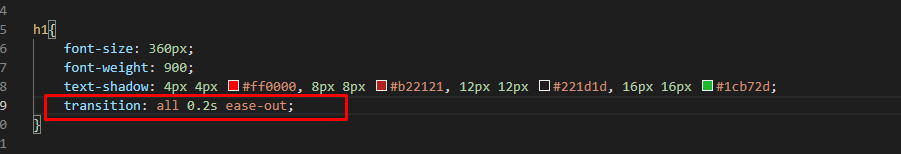 4
5 h1{
6 font-size: 360px;
7 font-weight: 900;
8 text-shadow: 4px 4px #ff0000, 8px 8px #b22121, 12px 12px #221d1d, 16px 16px #1cb72d;
9 transition: all 0.2s ease-out;
0 }
1